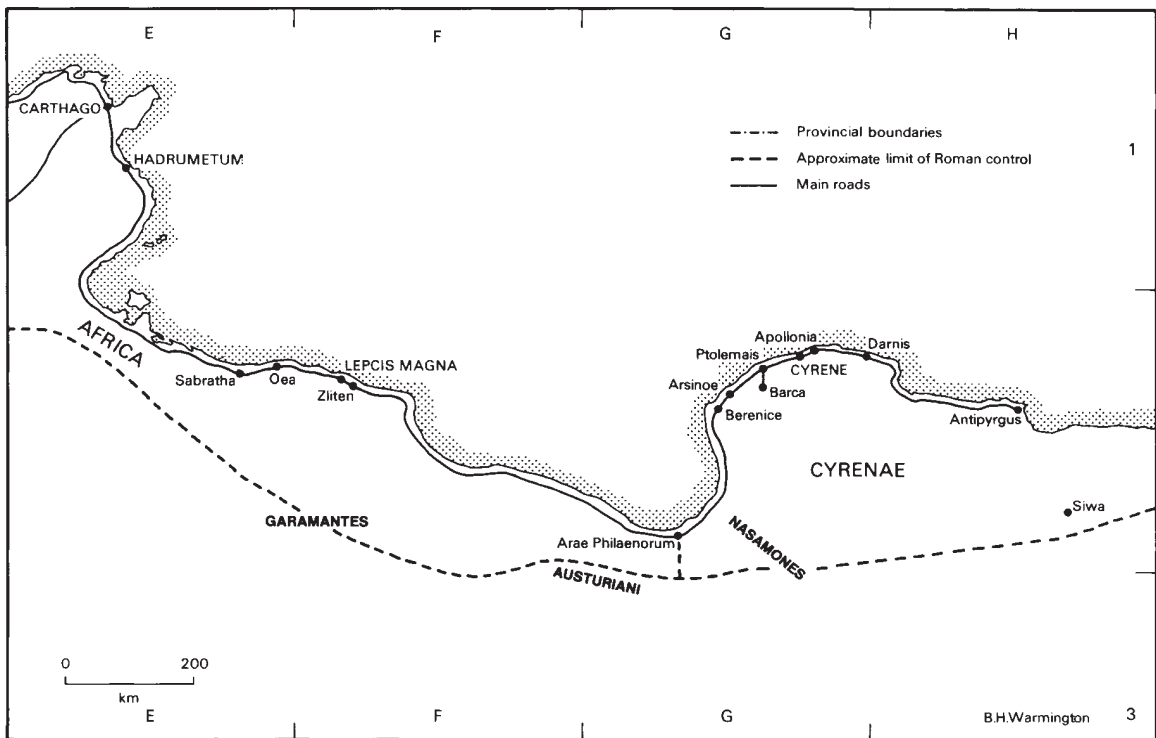 E F G H
CARTHAGO
HADRUMETUM
Provincial boundaries
Approximate limit of Roman control
Main roads
1
AFRICA
Sabratha
Oea
LEPCIS MAGNA
Zliten
Apollonia
Ptolemais
CYRENE
Darnis
Arsinoe
Barca
Berenice
Antipyrgus
CYRENAE
Siwa
GARAMANTES
NASAMONES
Arae Philaenorum
AUSTURIANI
0 200
km
E F G
B.H.Warmington 3